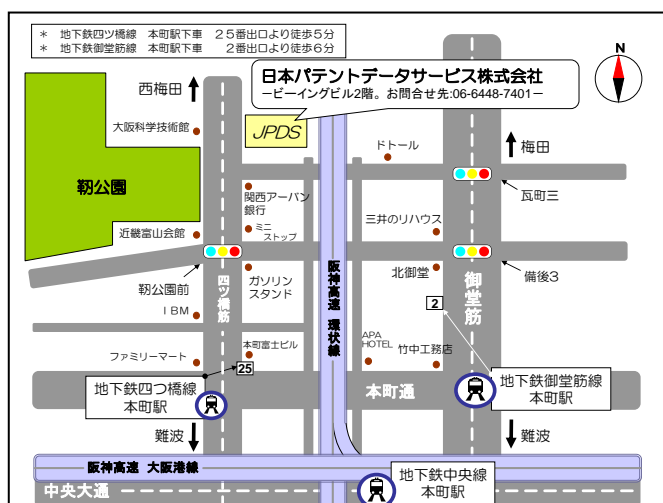 * 地下鉄四ツ橋線 本町駅下車 25番出口より徒歩5分
* 地下鉄御堂筋線 本町駅下車 2番出口より徒歩6分
N
日本パテントデータサービス株式会社
−ビーイングビル2階。お問合せ先:06-6448-7401−
西梅田
大阪科学技術館
JPDS
ドトール
梅田
靭公園
瓦町三
関西アーバン
銀行
近畿富山会館
ミニ
ストップ
三井のリハウス
靭公園前
四ツ橋筋
ガソリン
スタンド
阪神高速 環状線
北御堂
御堂筋
備後3
IBM
2
APA
HOTEL
ファミリーマート
本町富士ビル
竹中工務店
25
地下鉄四つ橋線
本町駅
本町通
地下鉄御堂筋線
本町駅
難波
難波
阪神高速 大阪港線
中央大通
地下鉄中央線
本町駅